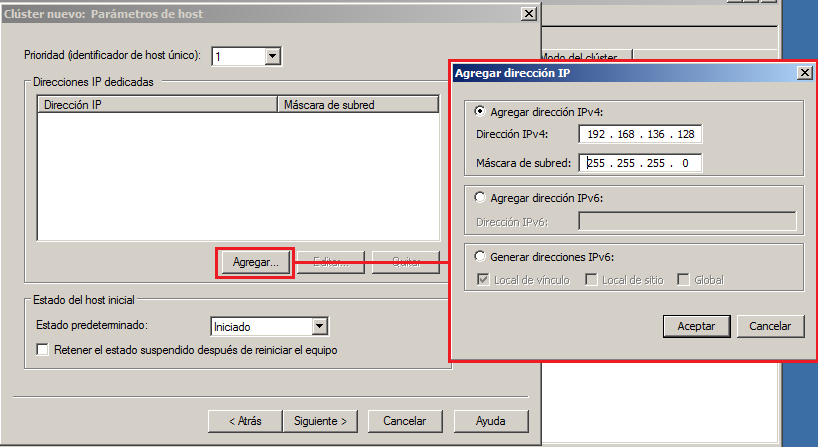 Clúster nuevo: Parámetros de host
Prioridad (identificador de host único): 1
Direcciones IP dedicadas
Dirección IP Máscara de subred
Agregar... Editar... Quitar
Estado del host inicial
Estado predeterminado: Iniciado
Retener el estado suspendido después de reiniciar el equipo
< Atrás Siguiente > Cancelar Ayuda
Modo del clúster
Agregar dirección IP
Agregar dirección IPv4:
Dirección IPv4: 192 . 168 . 136 . 128
Máscara de subred: 255 . 255 . 255 . 0
Agregar dirección IPv6:
Dirección IPv6:
Generar direcciones IPv6:
Local de vínculo Local de sitio Global
Aceptar Cancelar